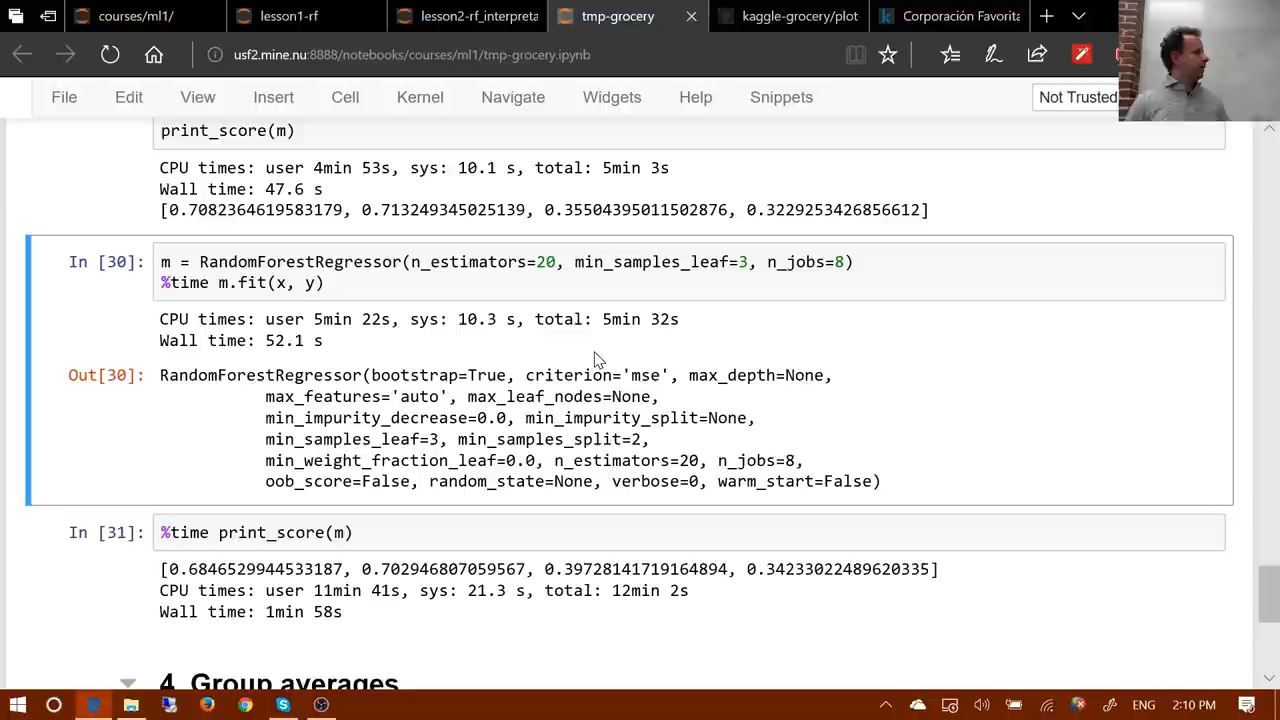 courses/ml1/
lesson1-rf
lesson2-rf_interpreta
tmp-grocery
kaggle-grocery/plot
Corporación Favorita
usf2.mine.nu:8888/notebooks/courses/ml1/tmp-grocery.ipynb
File Edit View Insert Cell Kernel Navigate Widgets Help Snippets Not Trusted
print_score(m)
CPU times: user 4min 53s, sys: 10.1 s, total: 5min 3s
Wall time: 47.6 s
[0.7082364619583179, 0.713249345025139, 0.35504395011502876, 0.3229253426856612]
In [30]: m = RandomForestRegressor(n_estimators=20, min_samples_leaf=3, n_jobs=8)
%time m.fit(x, y)
CPU times: user 5min 22s, sys: 10.3 s, total: 5min 32s
Wall time: 52.1 s
Out[30]: RandomForestRegressor(bootstrap=True, criterion='mse', max_depth=None,
max_features='auto', max_leaf_nodes=None,
min_impurity_decrease=0.0, min_impurity_split=None,
min_samples_leaf=3, min_samples_split=2,
min_weight_fraction_leaf=0.0, n_estimators=20, n_jobs=8,
oob_score=False, random_state=None, verbose=0, warm_start=False)
In [31]: %time print_score(m)
[0.6846529944533187, 0.702946807059567, 0.39728141719164894, 0.34233022489620335]
CPU times: user 11min 41s, sys: 21.3 s, total: 12min 2s
Wall time: 1min 58s
4 Group averages
ENG 2:10 PM